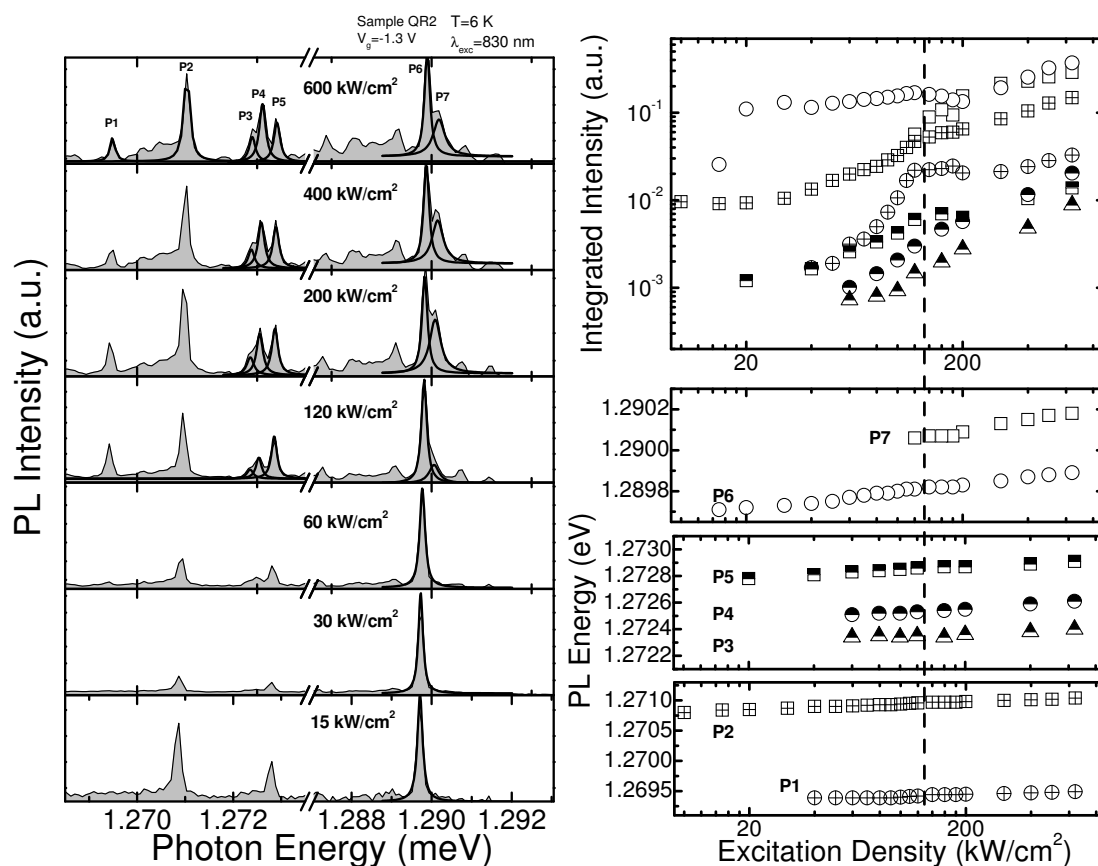 Sample QR2 T=6 K
V_g=-1.3 V λ_exc=830 nm
P1
P2
P3
P4
P5
P6
P7
600 kW/cm²
400 kW/cm²
200 kW/cm²
120 kW/cm²
60 kW/cm²
30 kW/cm²
15 kW/cm²
PL Intensity (a.u.)
1.270
1.272
1.288
1.290
1.292
Photon Energy (meV)
Integrated Intensity (a.u.)
10⁻¹
10⁻²
10⁻³
20
200
PL Energy (eV)
1.2902
1.2900
1.2898
P7
P6
1.2730
1.2728
1.2726
1.2724
1.2722
P5
P4
P3
1.2710
1.2705
1.2700
1.2695
P2
P1
20
200
Excitation Density (kW/cm²)